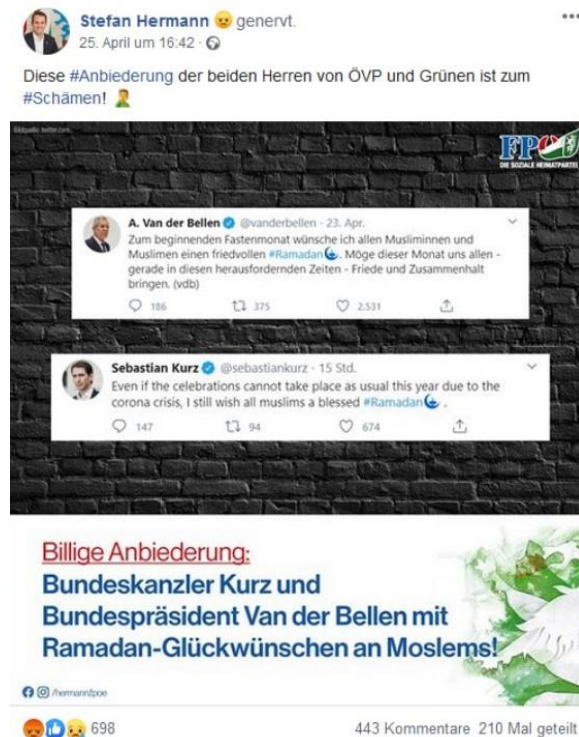 Stefan Hermann 😠 genervt.
25. April um 16:42 ·
Diese #Anbiederung der beiden Herren von ÖVP und Grünen ist zum
#Schämen! 🤦‍♂️
FPÖ
DIE SOZIALE HEIMATPARTEI
A. Van der Bellen @vanderbellen · 23. Apr.
Zum beginnenden Fastenmonat wünsche ich allen Musliminnen und
Muslimen einen friedvollen #Ramadan. Möge dieser Monat uns allen -
gerade in diesen herausfordernden Zeiten - Friede und Zusammenhalt
bringen. (vdb)
186 375 2.531
Sebastian Kurz @sebastiankurz · 15 Std.
Even if the celebrations cannot take place as usual this year due to the
corona crisis, I still wish all muslims a blessed #Ramadan .
147 94 674
Billige Anbiederung:
Bundeskanzler Kurz und
Bundespräsident Van der Bellen mit
Ramadan-Glückwünschen an Moslems!
/hermannfpoe
698 443 Kommentare 210 Mal geteilt